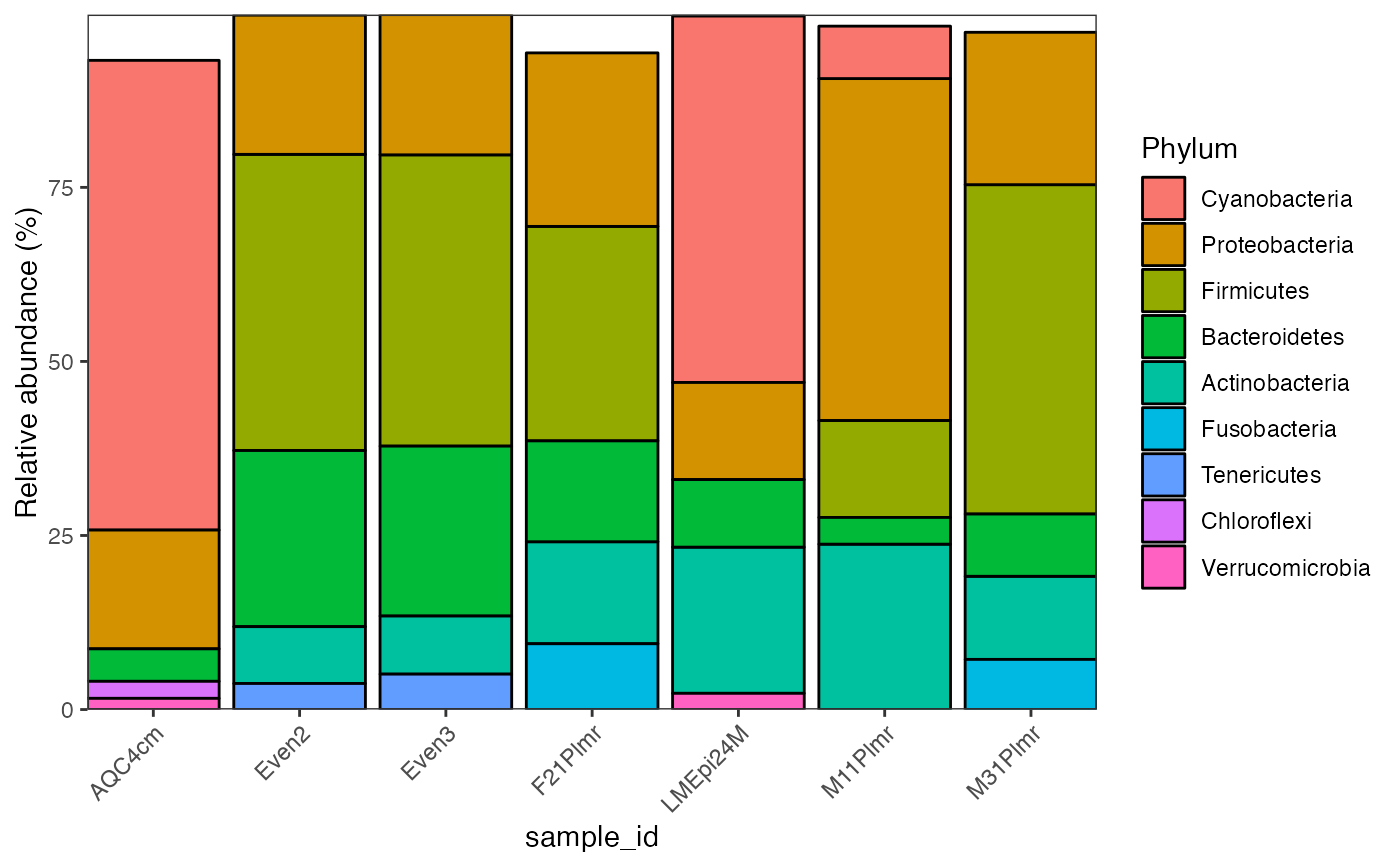 Relative abundance (%)
75
50
25
0
AQC4cm
Even2
Even3
F21Plmr
LMEpi24M
M11Plmr
M31Plmr
sample_id
Phylum
Cyanobacteria
Proteobacteria
Firmicutes
Bacteroidetes
Actinobacteria
Fusobacteria
Tenericutes
Chloroflexi
Verrucomicrobia